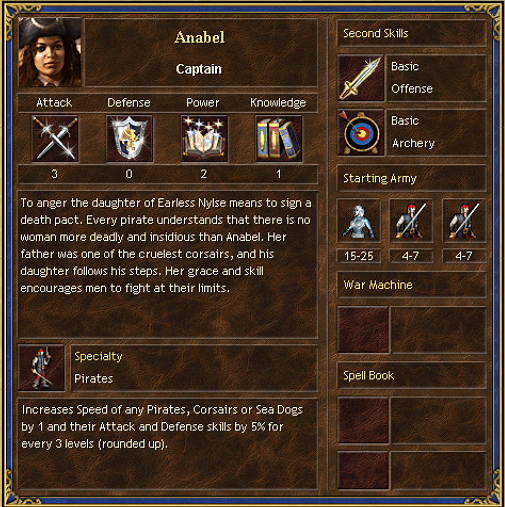 Anabel
Captain
Attack Defense Power Knowledge
3 0 2 1
To anger the daughter of Earless Nylse means to sign a
death pact. Every pirate understands that there is no
woman more deadly and insidious than Anabel. Her
father was one of the cruelest corsairs, and his
daughter follows his steps. Her grace and skill
encourages men to fight at their limits.
Specialty
Pirates
Increases Speed of any Pirates, Corsairs or Sea Dogs
by 1 and their Attack and Defense skills by 5% for
every 3 levels (rounded up).
Second Skills
Basic
Offense
Basic
Archery
Starting Army
15-25 4-7 4-7
War Machine
Spell Book